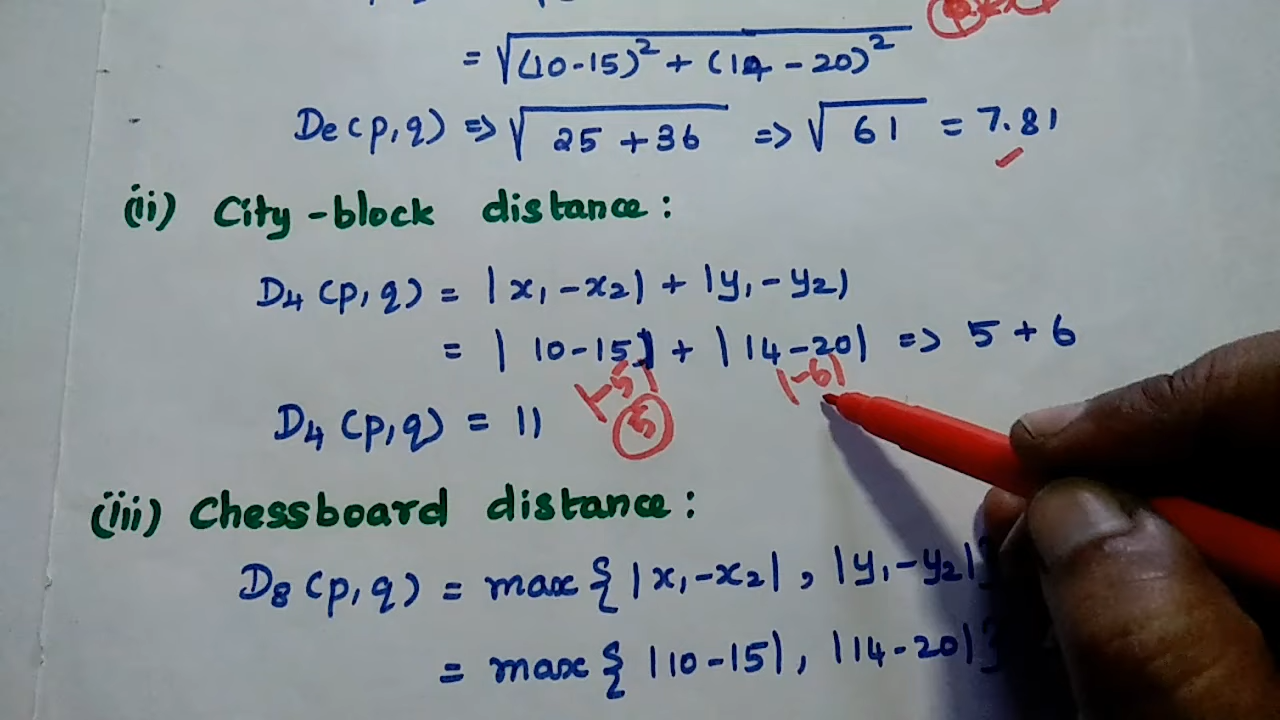 = √(10-15)² + (14-20)²
De(p,q) => √25+36 => √61 = 7.81
(ii) City-block distance:
D4 (p,q) = |x₁-x₂| + |y₁-y₂|
= |10-15| + |14-20| => 5+6
|-5| |-6|
5
D4 (p,q) = 11
(iii) Chessboard distance:
D8 (p,q) = max{|x₁-x₂|, |y₁-y₂|}
= max{|10-15|, |14-20|}